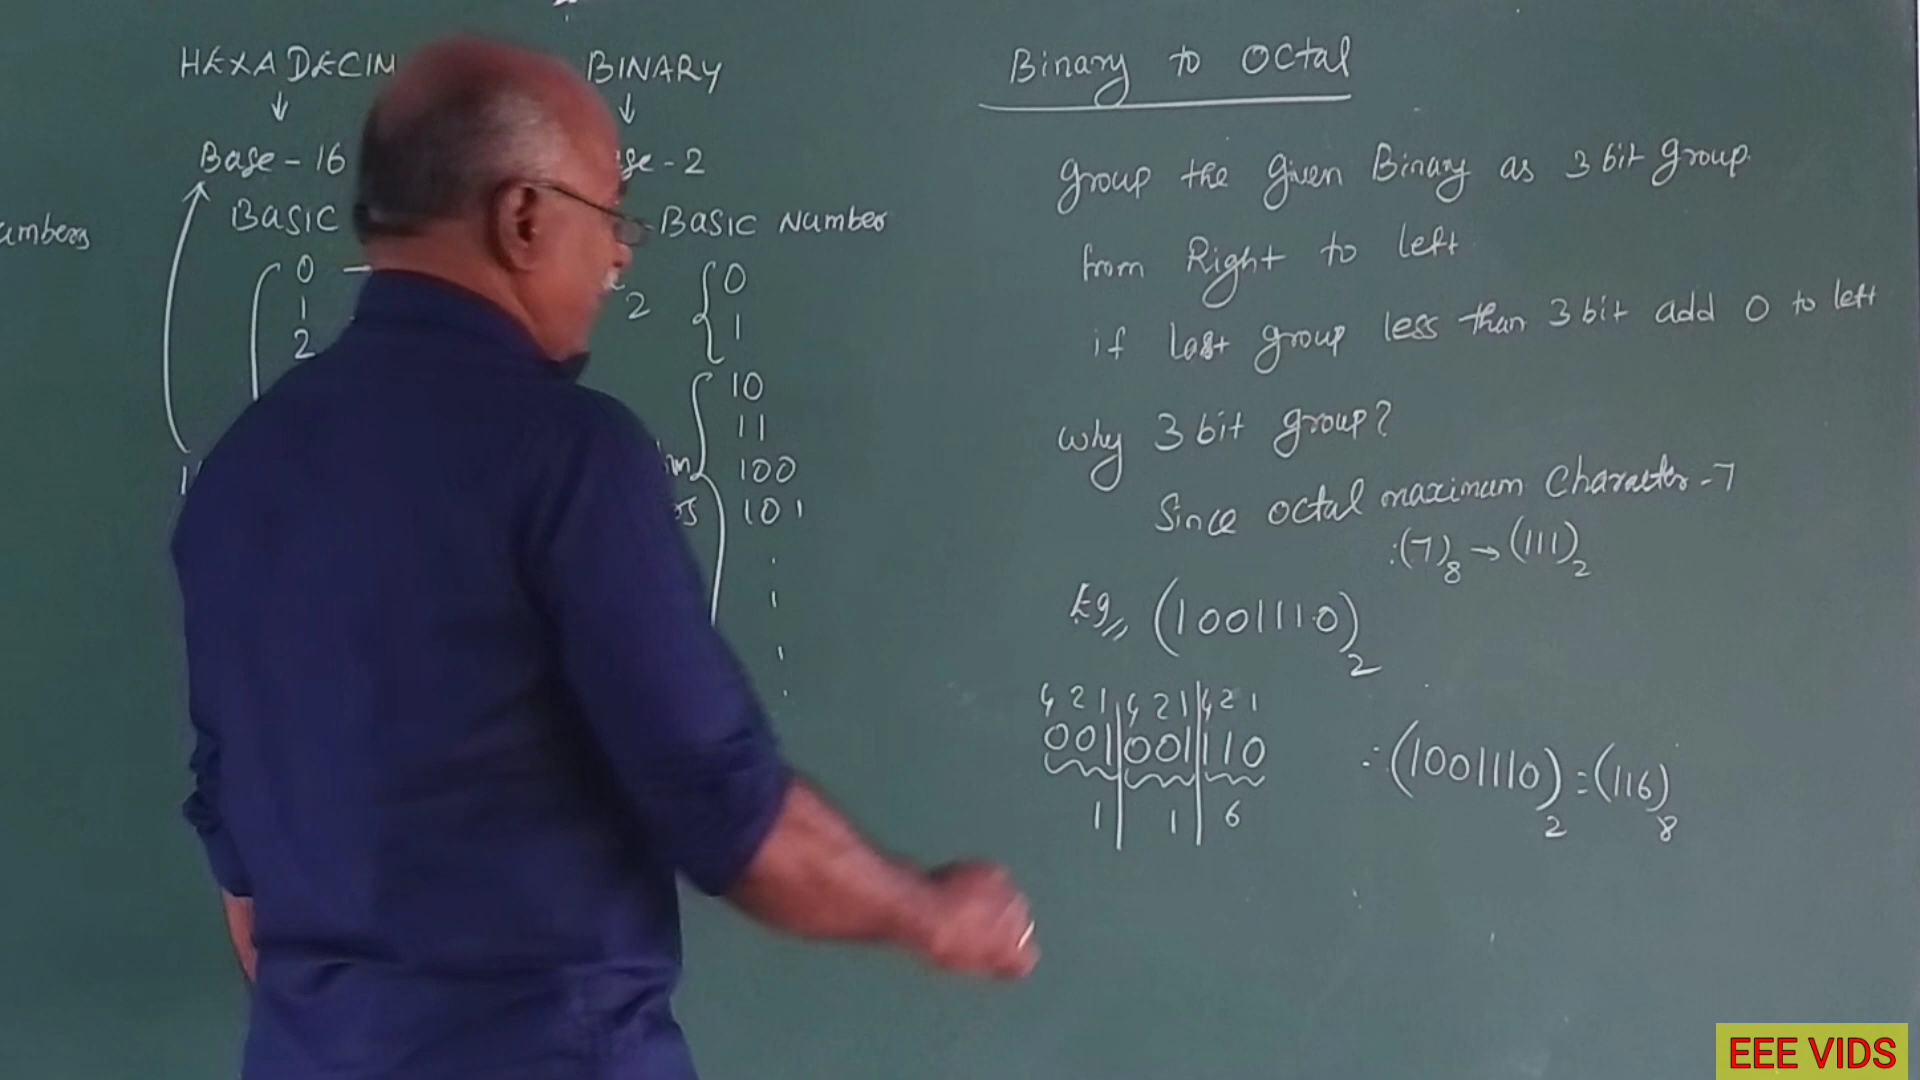 HEXADECIM
↓
Base - 16
BASIC
0 -
1
2
BINARY
↓
se - 2
BASIC Number
2
0
1
10
11
100
101
umbers
Binary to Octal
Group the given Binary as 3 bit group
from Right to left
if Last group less than 3 bit add 0 to left
why 3 bit group?
Since octal maximum Character - 7
∴(7)₈ → (111)₂
Eg// (1001110)₂
4 2 1 | 4 2 1 | 4 2 1
001 | 001 | 110
1 | 1 | 6
∴(1001110)₂ = (116)₈
EEE VIDS